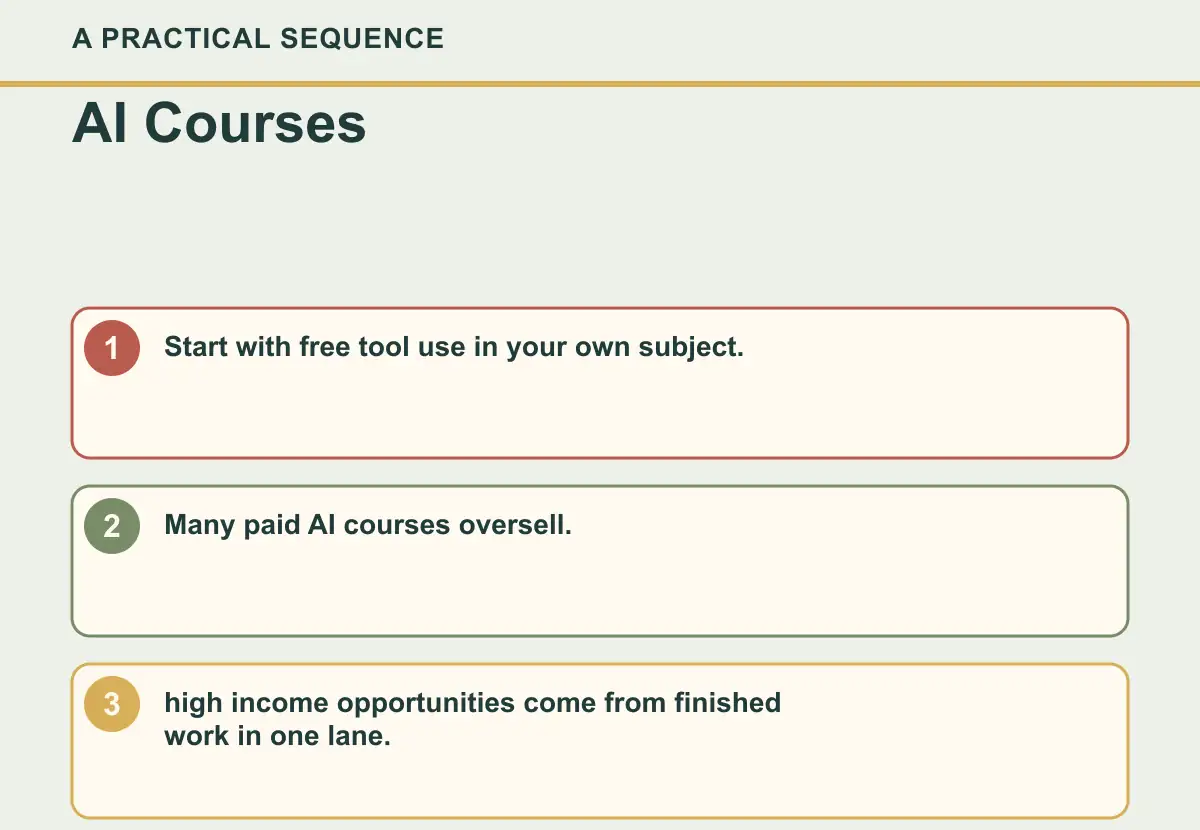 A PRACTICAL SEQUENCE
AI Courses
1
Start with free tool use in your own subject.
2
Many paid AI courses oversell.
3
high income opportunities come from finished
work in one lane.